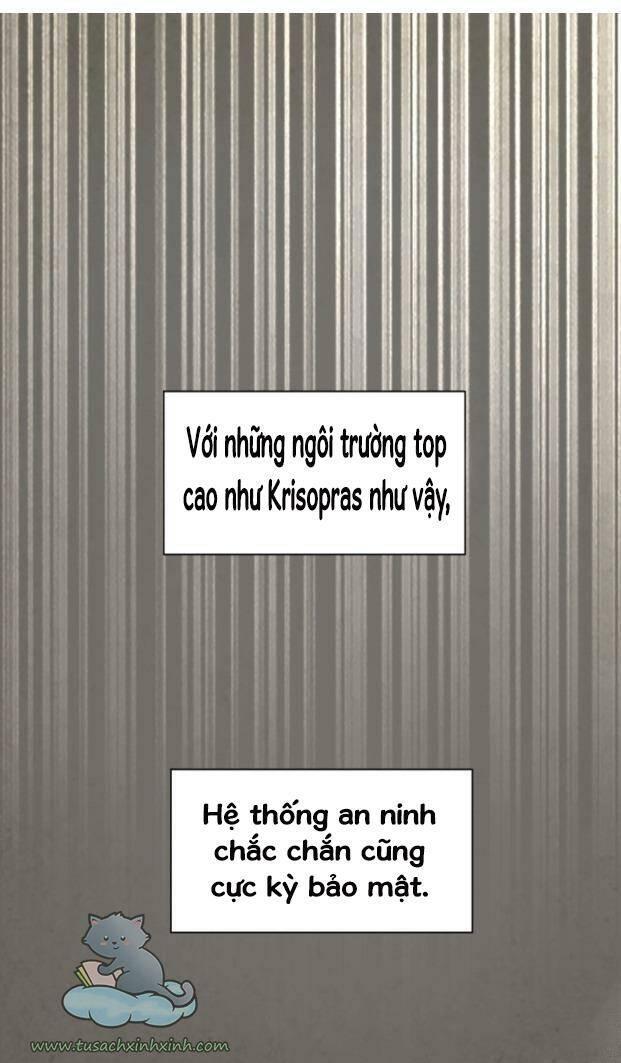 Với những ngôi trường top
cao như Krisopras như vậy,
Hệ thống an ninh
chắc chắn cũng
cực kỳ bảo mật.
www.tusachxinhxinh.com